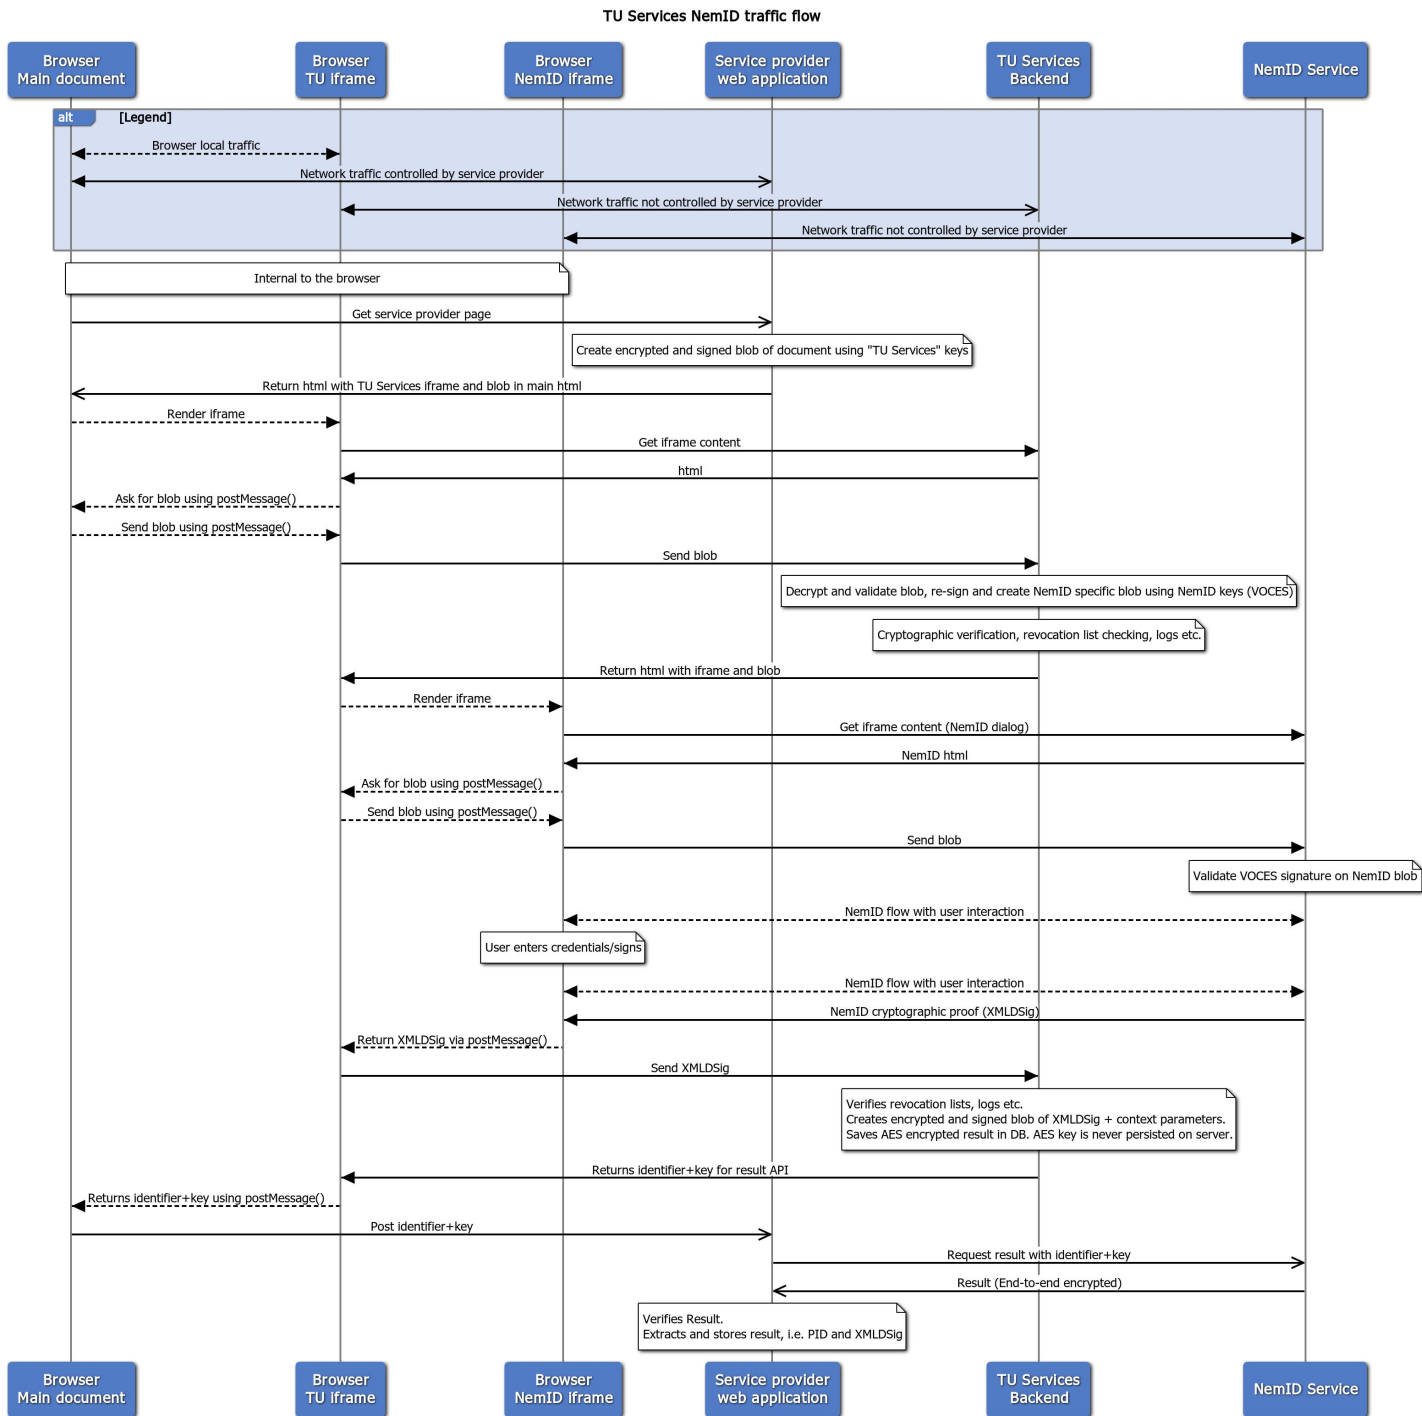 TU Services NemID traffic flow
Browser
Main document
Browser
TU iframe
Browser
NemID iframe
Service provider
web application
TU Services
Backend
NemID Service
alt
[Legend]
Browser local traffic
Network traffic controlled by service provider
Network traffic not controlled by service provider
Network traffic not controlled by service provider
Internal to the browser
Get service provider page
Create encrypted and signed blob of document using "TU Services" keys
Return html with TU Services iframe and blob in main html
Render iframe
Get iframe content
html
Ask for blob using postMessage()
Send blob using postMessage()
Send blob
Decrypt and validate blob, re-sign and create NemID specific blob using NemID keys (VOCES)
Cryptographic verification, revocation list checking, logs etc.
Return html with iframe and blob
Render iframe
Get iframe content (NemID dialog)
NemID html
Ask for blob using postMessage()
Send blob using postMessage()
Send blob
Validate VOCES signature on NemID blob
NemID flow with user interaction
User enters credentials/signs
NemID flow with user interaction
NemID cryptographic proof (XMLDSig)
Return XMLDSig via postMessage()
Send XMLDSig
Verifies revocation lists, logs etc.
Creates encrypted and signed blob of XMLDSig + context parameters.
Saves AES encrypted result in DB. AES key is never persisted on server.
Returns identifier+key for result API
Returns identifier+key using postMessage()
Post identifier+key
Request result with identifier+key
Result (End-to-end encrypted)
Verifies Result.
Extracts and stores result, i.e. PID and XMLDSig
Browser
Main document
Browser
TU iframe
Browser
NemID iframe
Service provider
web application
TU Services
Backend
NemID Service